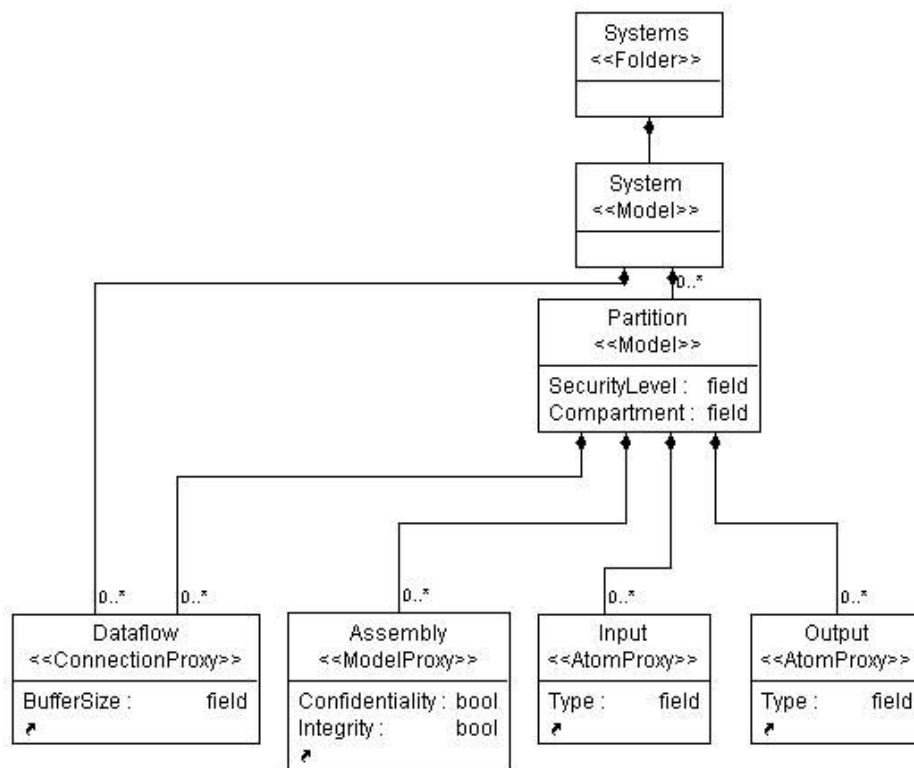 Systems
<<Folder>>
System
<<Model>>
0..*
Partition
<<Model>>
SecurityLevel : field
Compartment : field
0..* 0..* 0..* 0..* 0..*
Dataflow
<<ConnectionProxy>>
BufferSize : field
Assembly
<<ModelProxy>>
Confidentiality : bool
Integrity : bool
Input
<<AtomProxy>>
Type : field
Output
<<AtomProxy>>
Type : field